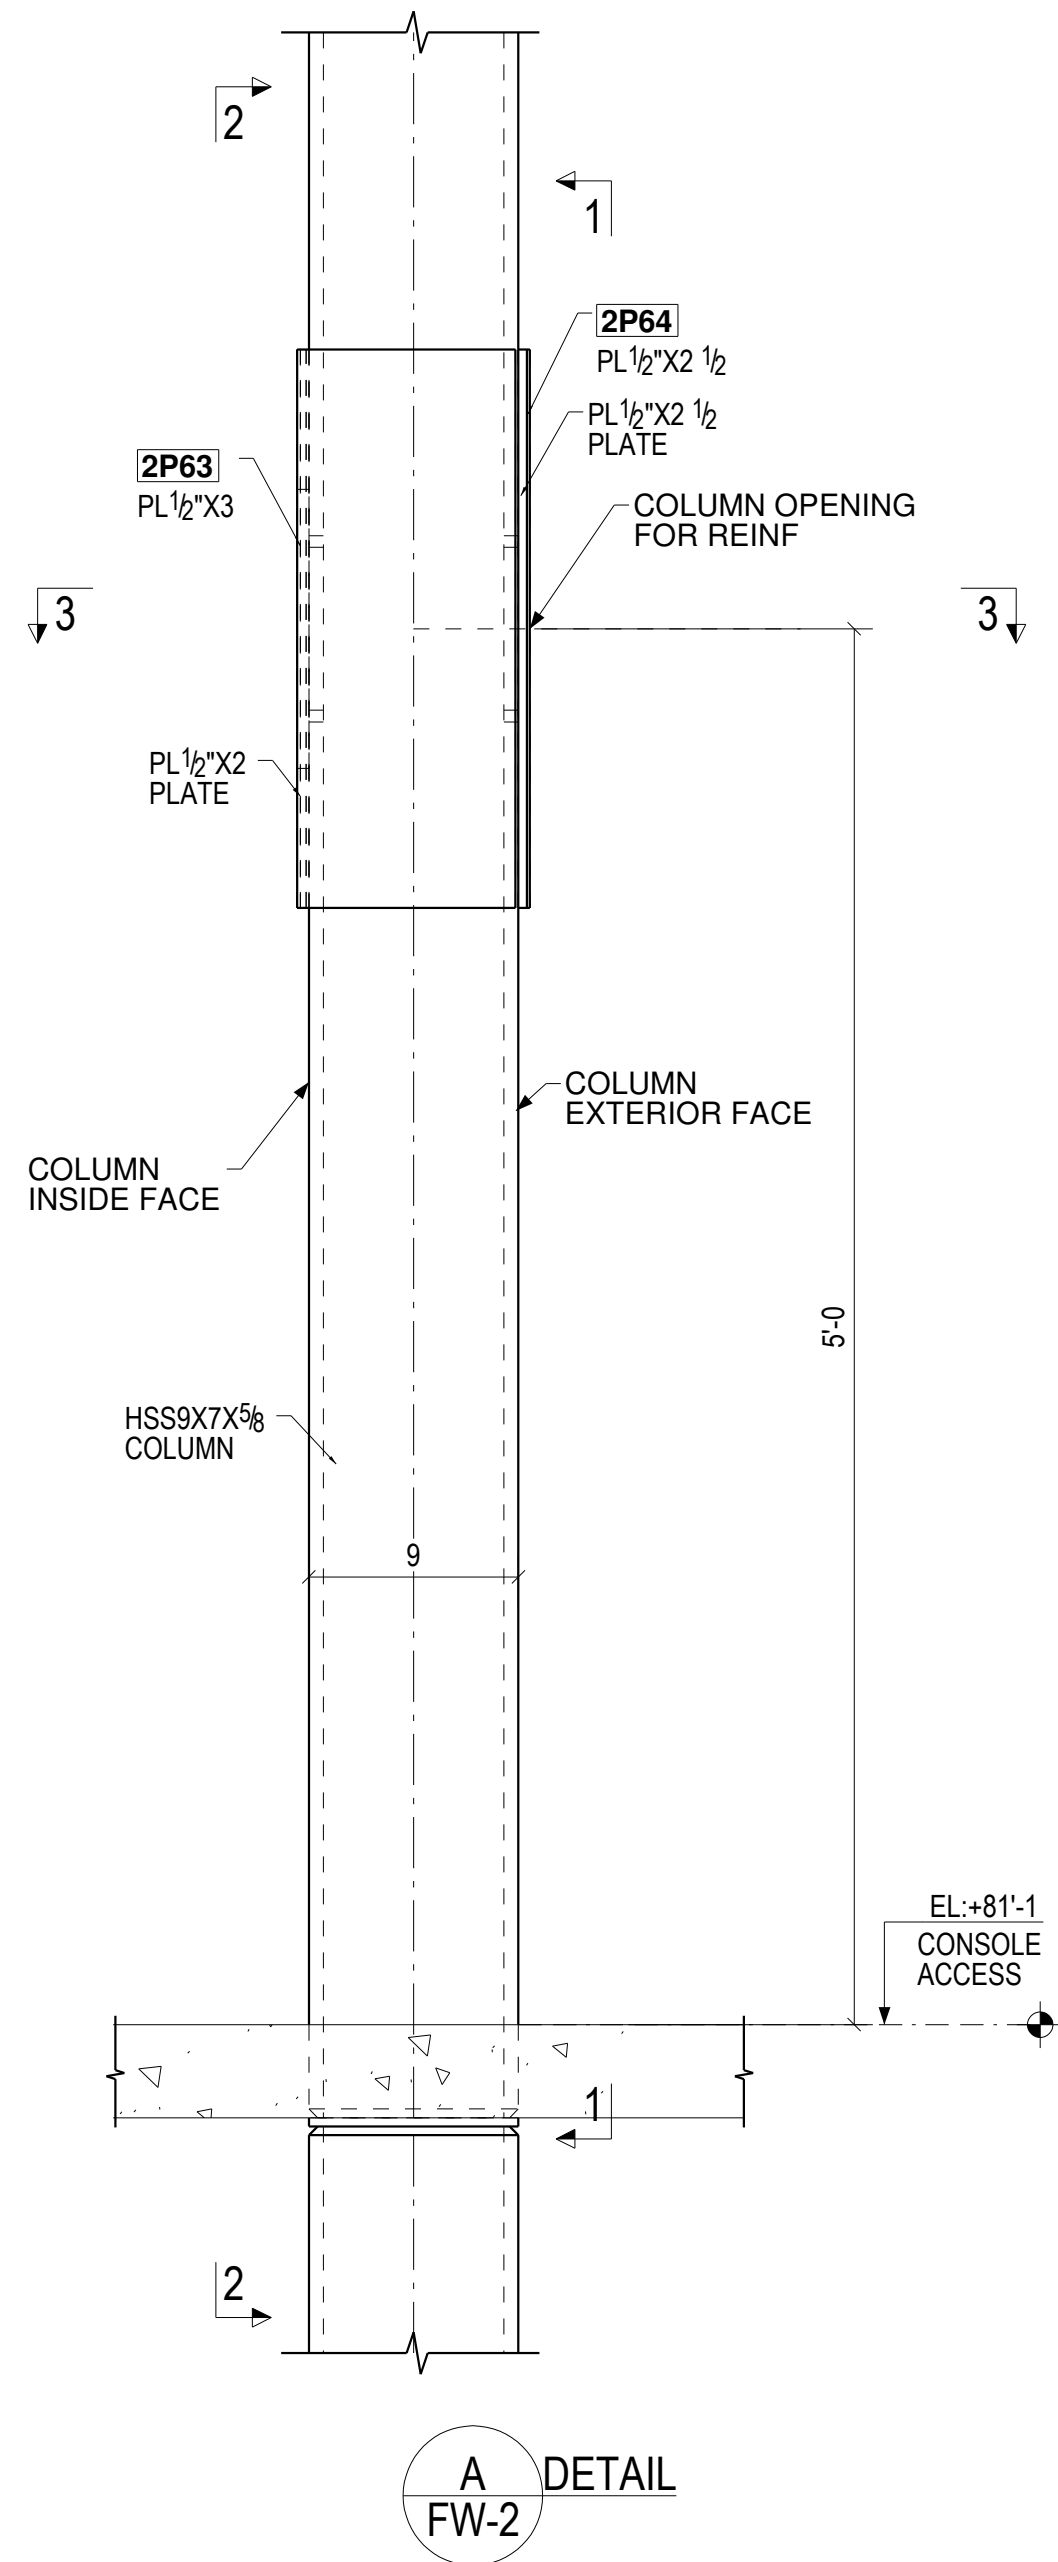 2
1
2P64
PL1/2"X2 1/2
PL1/2"X2 1/2
PLATE
2P63
PL1/2"X3
COLUMN OPENING
FOR REINF
3
3
PL1/2"X2
PLATE
COLUMN
EXTERIOR FACE
COLUMN
INSIDE FACE
5'-0
HSS9X7X5/8
COLUMN
9
EL:+81'-1
CONSOLE
ACCESS
1
2
A
DETAIL
FW-2